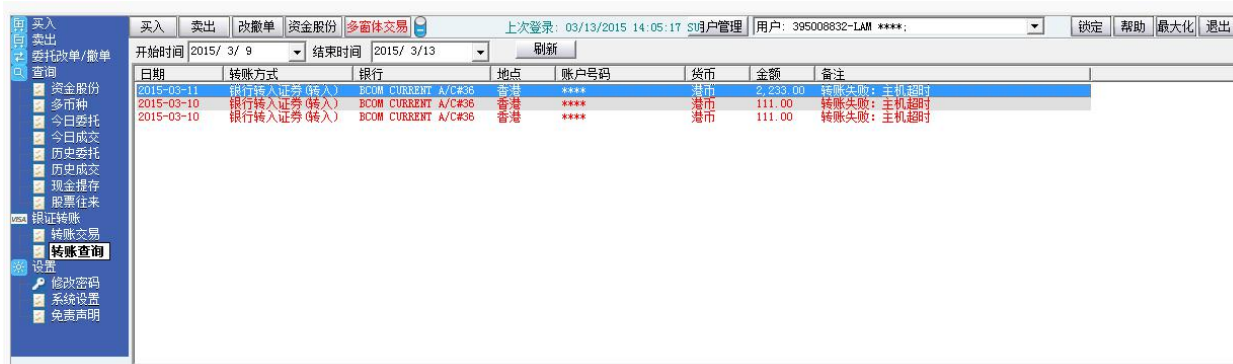 买入 卖出 改撤单 资金股份 多窗体交易 上次登录: 03/13/2015 14:05:17 用户管理 用户: 395008832-LAM ****; 锁定 帮助 最大化 退出
开始时间 2015/ 3/ 9 结束时间 2015/ 3/13 刷新
日期 转账方式 银行 地点 账户号码 货币 金额 备注
2015-03-11 银行转入证券(转入) BCOM CURRENT A/C#36 香港 **** 港币 2,233.00 转账失败: 主机超时
2015-03-10 银行转入证券(转入) BCOM CURRENT A/C#36 香港 **** 港币 111.00 转账失败: 主机超时
2015-03-10 银行转入证券(转入) BCOM CURRENT A/C#36 香港 **** 港币 111.00 转账失败: 主机超时
买入
卖出
委托改单/撤单
查询
资金股份
多币种
今日委托
今日成交
历史委托
历史成交
现金提存
股票往来
VISA 银证转账
转账交易
转账查询
设置
修改密码
系统设置
免责声明